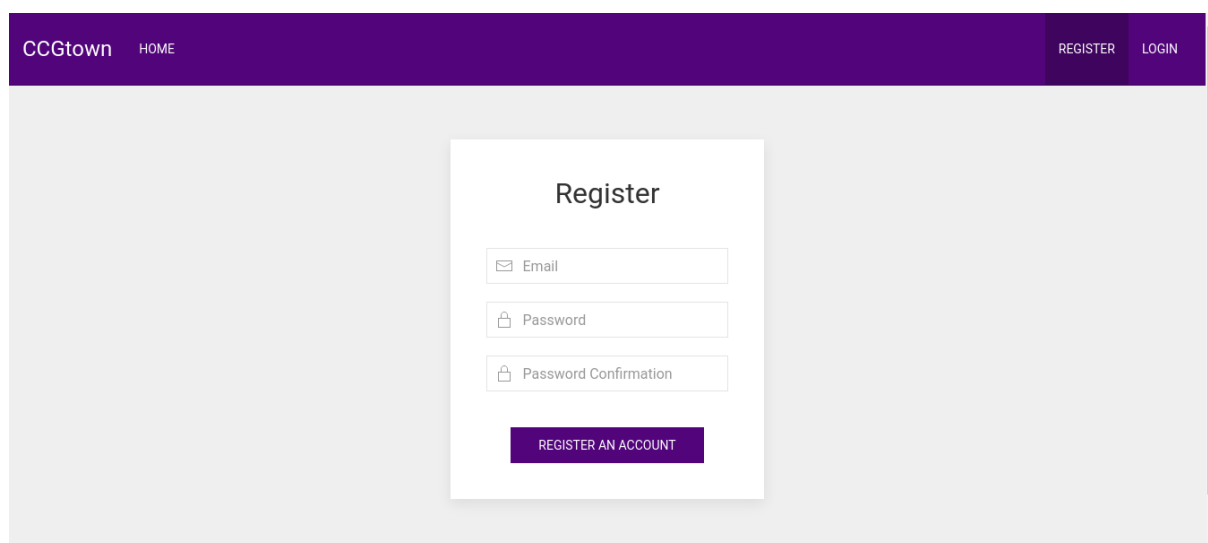 CCGtown HOME REGISTER LOGIN
Register
Email
Password
Password Confirmation
REGISTER AN ACCOUNT